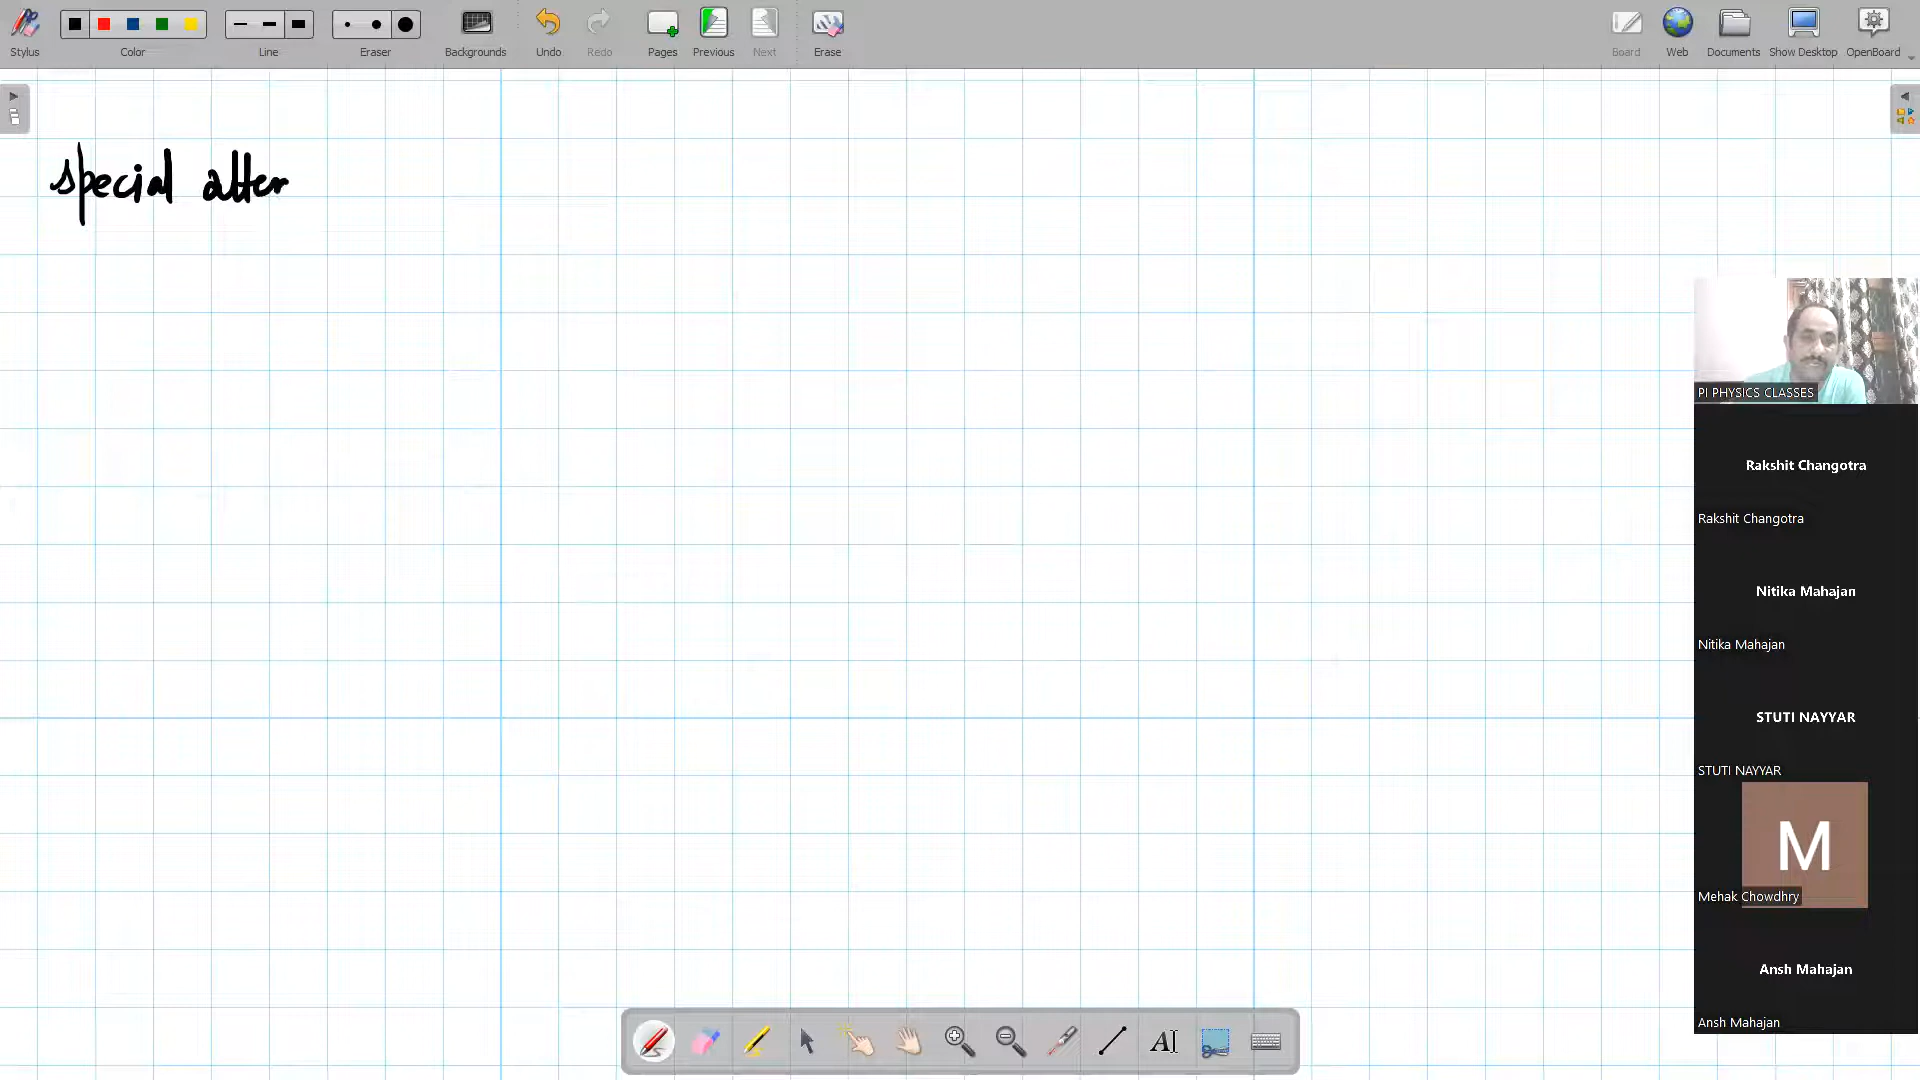 Stylus Color Line Eraser Backgrounds Undo Redo Pages Previous Next Erase Board Web Documents Show Desktop OpenBoard
special atten
PI PHYSICS CLASSES
Rakshit Changotra
Rakshit Changotra
Nitika Mahajan
Nitika Mahajan
STUTI NAYYAR
STUTI NAYYAR
M
Mehak Chowdhry
Ansh Mahajan
Ansh Mahajan